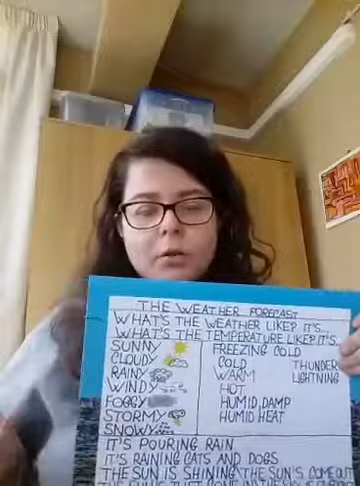 THE WEATHER FORECAST
WHAT'S THE WEATHER LIKE? IT'S...
WHAT'S THE TEMPERATURE LIKE? IT'S...
SUNNY
CLOUDY
RAINY
WINDY
FOGGY
STORMY
SNOWY
FREEZING COLD
COLD
WARM
HOT
HUMID, DAMP
HUMID HEAT
THUNDER
LIGHTNING
IT'S POURING RAIN
IT'S RAINING CATS AND DOGS
THE SUN IS SHINING THE SUN'S COME OUT